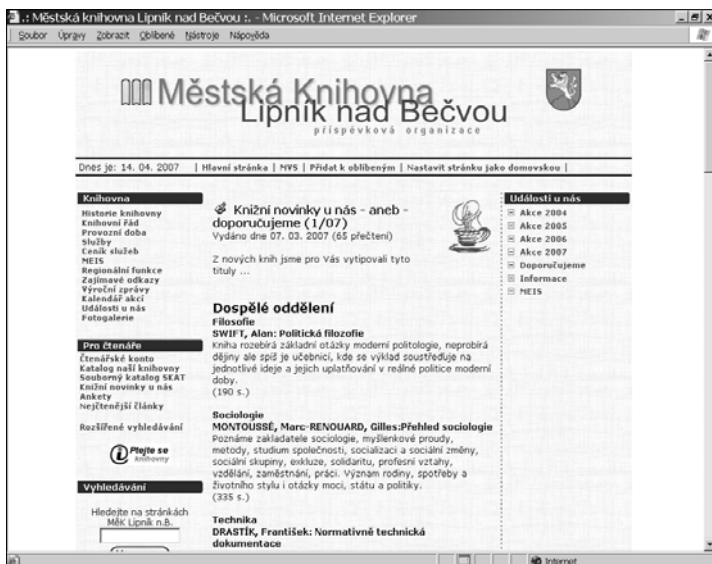 .: Městská knihovna Lipník nad Bečvou :. - Microsoft Internet Explorer
Soubor Úpravy Zobrazit Oblíbené Nástroje Nápověda
Městská Knihovna
Lipník nad Bečvou
příspěvková organizace
Dnes je: 14. 04. 2007 | Hlavní stránka | MVS | Přidat k oblíbeným | Nastavit stránku jako domovskou |
Knihovna
Historie knihovny
Knihovní řád
Provozní doba
Služby
Ceník služeb
MEIS
Regionální funkce
Zajímavé odkazy
Výroční zprávy
Kalendář akcí
Události u nás
Fotogalerie
Pro čtenáře
Čtenářské konto
Katalog naší knihovny
Souborný katalog SKAT
Knižní novinky u nás
Ankety
Nejčtenější články
Rozšířené vyhledávání
Ptejte se
knihovny
Vyhledávání
Hledejte na stránkách
MěK Lipník n.B.
Knižní novinky u nás - aneb -
doporučujeme (1/07)
Vydáno dne 07. 03. 2007 (65 přečtení)
Z nových knih jsme pro Vás vytipovali tyto
tituly ...
Dospělé oddělení
Filosofie
SWIFT, Alan: Politická filozofie
Kniha rozebírá základní otázky moderní politologie, neprobírá
dějiny ale spíš je učebnicí, kde se výklad soustřeďuje na
jednotlivé ideje a jejich uplatňování v reálné politice moderní
doby.
(190 s.)
Sociologie
MONTOUSSÉ, Marc-RENOUARD, Gilles:Přehled sociologie
Poznáme zakladatele sociologie, myšlenkové proudy,
metody, studium společnosti, socializaci a sociální změny,
sociální skupiny, exkluze, solidaritu, profesní vztahy,
vzdělání, zaměstnání, práci. Význam rodiny, spotřeby a
životního stylu i otázky moci, státu a politiky.
(335 s.)
Technika
DRASTÍK, František: Normativně technická
dokumentace
Události u nás
Akce 2004
Akce 2005
Akce 2006
Akce 2007
Doporučujeme
Informace
MEIS
Internet